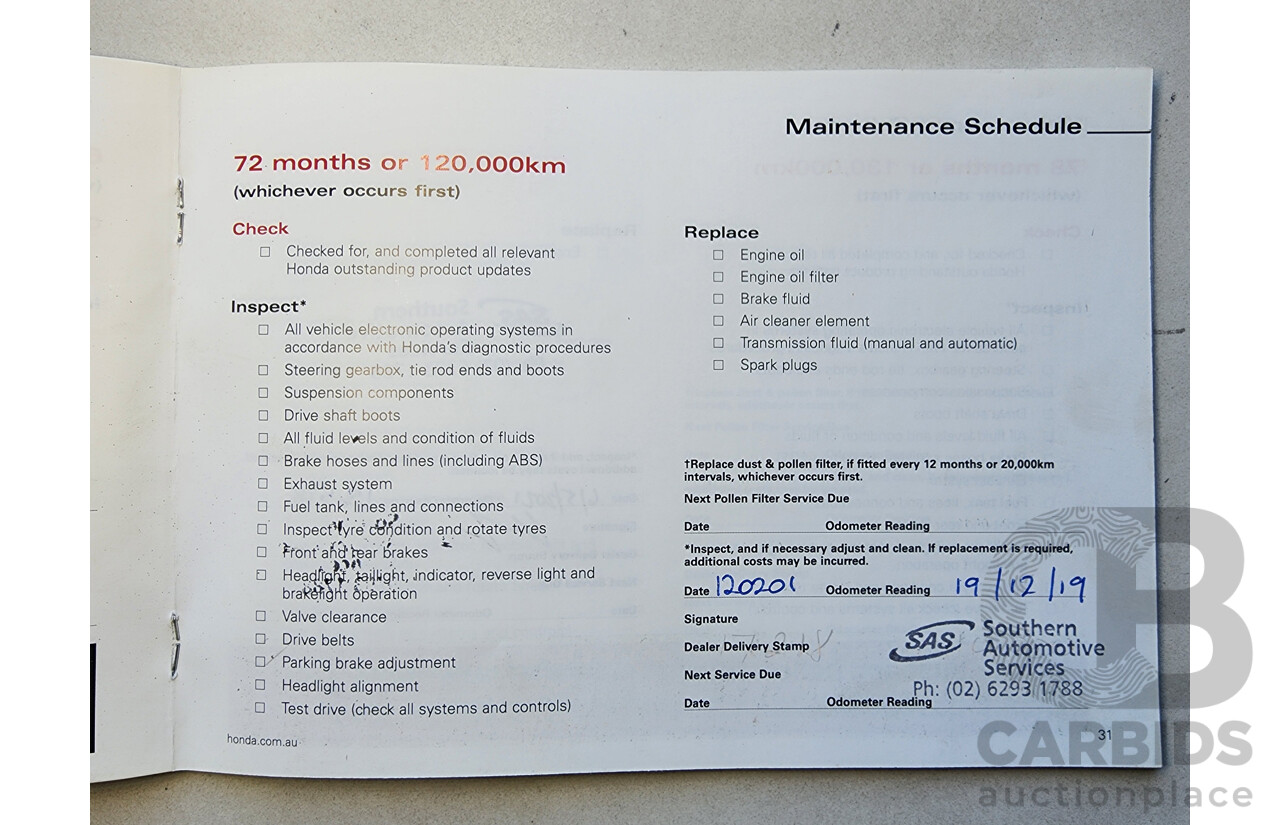 Maintenance Schedule
72 months or 120,000km
(whichever occurs first)
Check
Checked for, and completed all relevant
Honda outstanding product updates
Inspect*
All vehicle electronic operating systems in
accordance with Honda's diagnostic procedures
Steering gearbox, tie rod ends and boots
Suspension components
Drive shaft boots
All fluid levels and condition of fluids
Brake hoses and lines (including ABS)
Exhaust system
Fuel tank, lines and connections
Inspect tyre condition and rotate tyres
Front and rear brakes
Headlight, taillight, indicator, reverse light and
brakelight operation
Valve clearance
Drive belts
Parking brake adjustment
Headlight alignment
Test drive (check all systems and controls)
honda.com.au
Replace
Engine oil
Engine oil filter
Brake fluid
Air cleaner element
Transmission fluid (manual and automatic)
Spark plugs
†Replace dust & pollen filter, if fitted every 12 months or 20,000km
intervals, whichever occurs first.
Next Pollen Filter Service Due
Date Odometer Reading
*Inspect, and if necessary adjust and clean. If replacement is required,
additional costs may be incurred.
Date 120201 Odometer Reading 19/12/19
Signature
Dealer Delivery Stamp
SAS Southern
Automotive
Services
Ph: (02) 6293 1788
Next Service Due
Date Odometer Reading
31
CB
CARBIDS
auctionplace